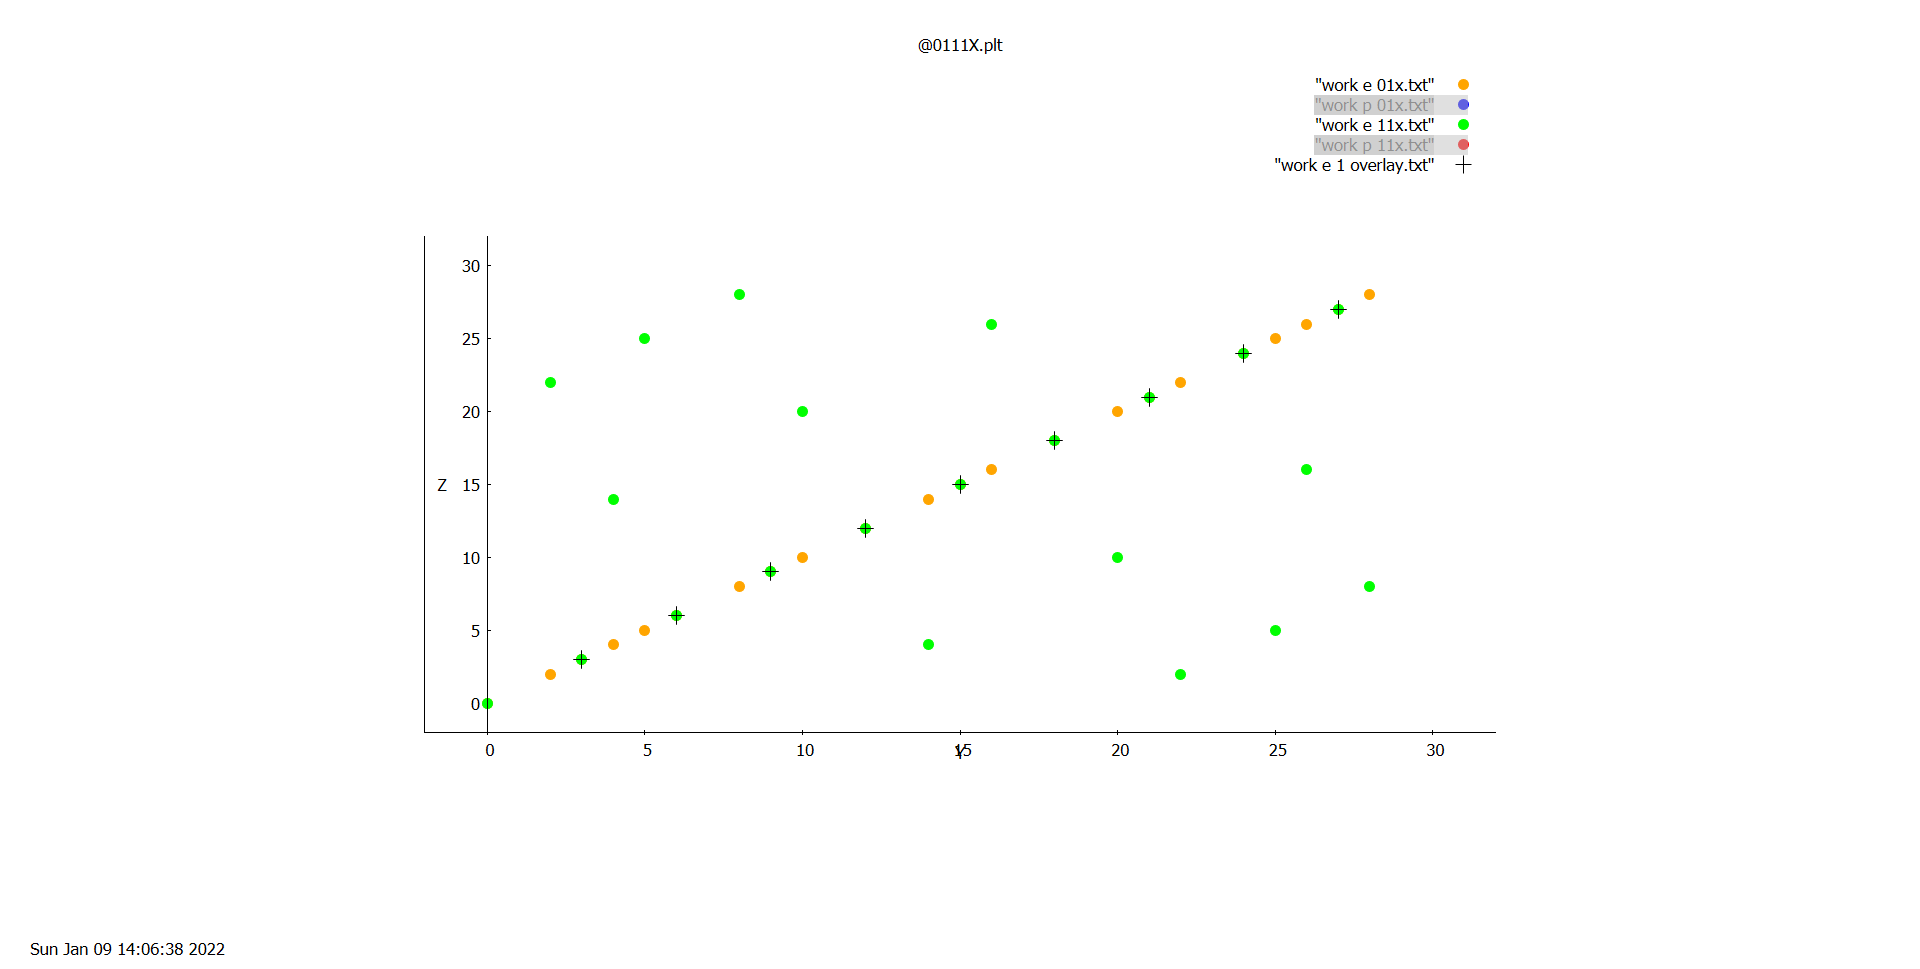 @0111X.plt
"work e 01x.txt"
"work p 01x.txt"
"work e 11x.txt"
"work p 11x.txt"
"work e 1 overlay.txt"
30
25
20
Z 15
10
5
0
0 5 10 15 20 25 30
Y
Sun Jan 09 14:06:38 2022